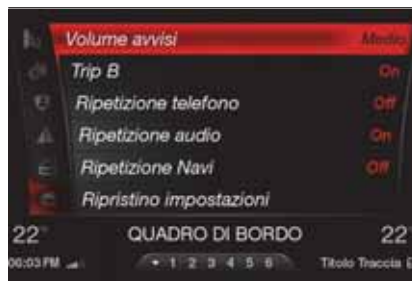 Volume avvisi Medio
Trip B On
Ripetizione telefono Off
Ripetizione audio On
Ripetizione Navi Off
Ripristino impostazioni
22° QUADRO DI BORDO 22°
06:03 PM • 1 2 3 4 5 6 Titolo Traccia